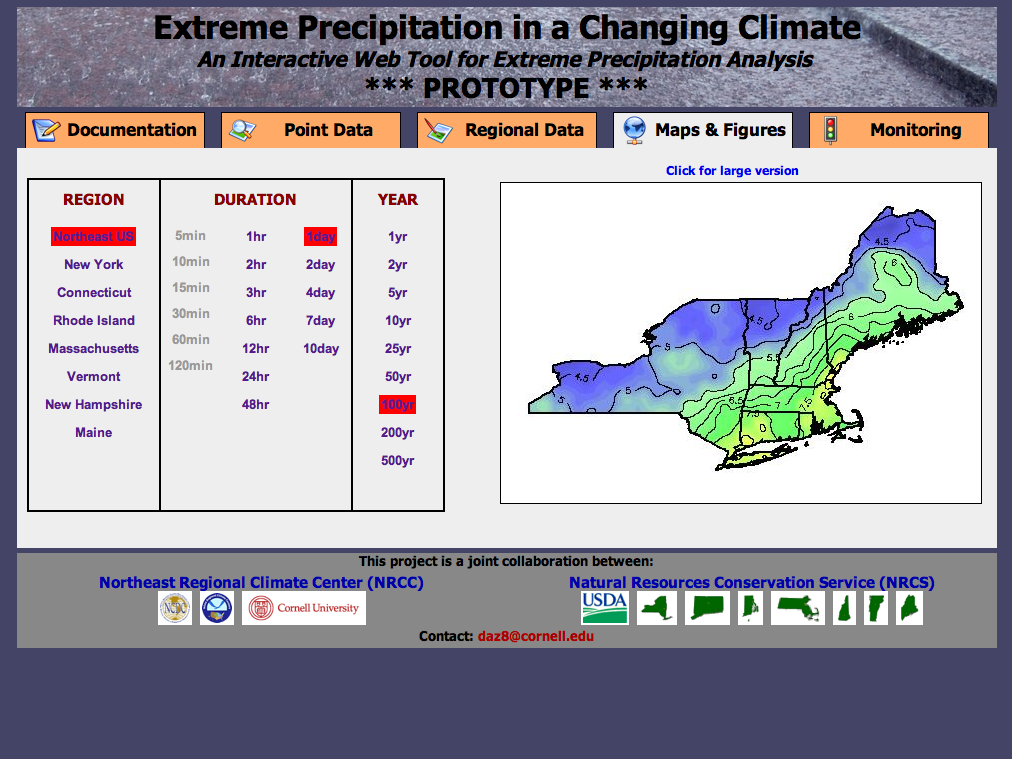 Extreme Precipitation in a Changing Climate
An Interactive Web Tool for Extreme Precipitation Analysis
*** PROTOTYPE ***
Documentation
Point Data
Regional Data
Maps & Figures
Monitoring
Click for large version
REGION
Northeast US
New York
Connecticut
Rhode Island
Massachusetts
Vermont
New Hampshire
Maine
DURATION
5min
10min
15min
30min
60min
120min
1hr
2hr
3hr
6hr
12hr
24hr
48hr
1day
2day
4day
7day
10day
YEAR
1yr
2yr
5yr
10yr
25yr
50yr
100yr
200yr
500yr
4.5
6
6
4.5
5
5.5
4.5
5
5
6.5
7
7.5
7.5
This project is a joint collaboration between:
Northeast Regional Climate Center (NRCC)
Natural Resources Conservation Service (NRCS)
Cornell University
USDA
Contact: daz8@cornell.edu